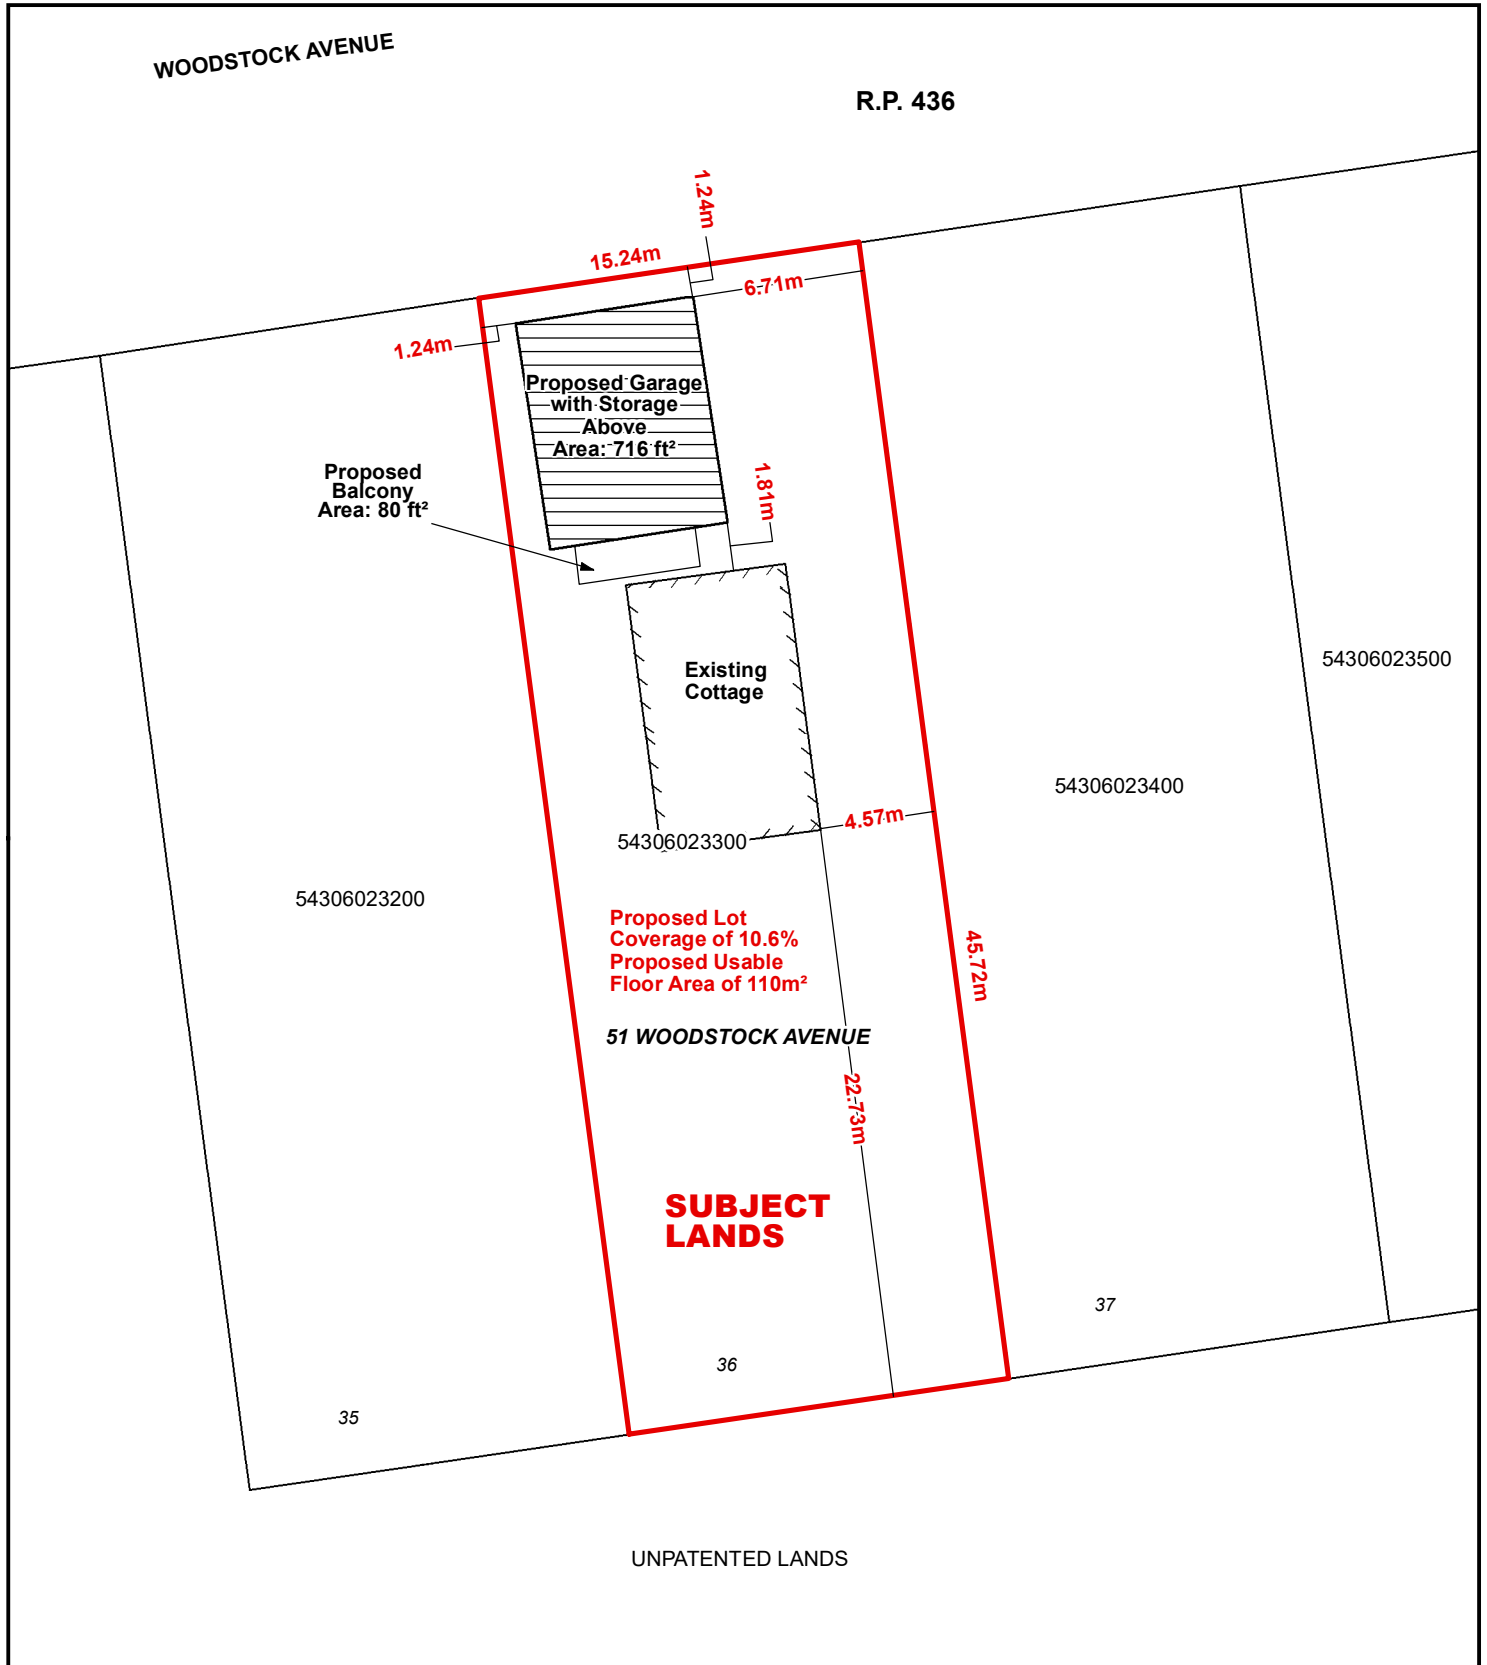 WOODSTOCK AVENUE
R.P. 436
1.24m
15.24m
6.71m
1.24m
Proposed Garage
with Storage
Above
Area: 716 ft²
Proposed
Balcony
Area: 80 ft²
1.81m
Existing
Cottage
54306023500
54306023400
4.57m
54306023300
54306023200
Proposed Lot
Coverage of 10.6%
Proposed Usable
Floor Area of 110m²
45.72m
51 WOODSTOCK AVENUE
22.73m
SUBJECT
LANDS
37
36
35
UNPATENTED LANDS